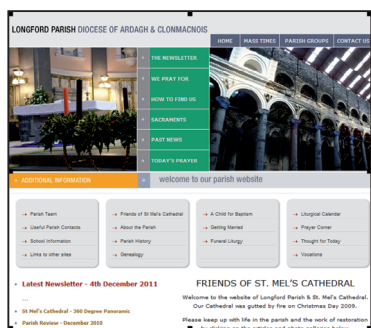 LONGFORD PARISH DIOCESE OF ARDAGH & CLONMACNOIS
HOME MASS TIMES PARISH GROUPS CONTACT US
THE NEWSLETTER
WE PRAY FOR
HOW TO FIND US
SACRAMENTS
PAST NEWS
TODAY'S PRAYER
ADDITIONAL INFORMATION
welcome to our parish website
Parish Team
Useful Parish Contacts
School Information
Links to other sites
Friends of St Mel's Cathedral
About the Parish
Parish History
Genealogy
A Child for Baptism
Getting Married
Funeral Liturgy
Liturgical Calendar
Prayer Corner
Thought for Today
Vocations
Latest Newsletter - 4th December 2011
...
St Mel's Cathedral - 360 Degree Panoramic
Parish Review - December 2010
FRIENDS OF ST. MEL'S CATHEDRAL
Welcome to the website of Longford Parish & St. Mel's Cathedral.
Our Cathedral was gutted by fire on Christmas Day 2009.
Please keep up with life in the parish and the work of restoration